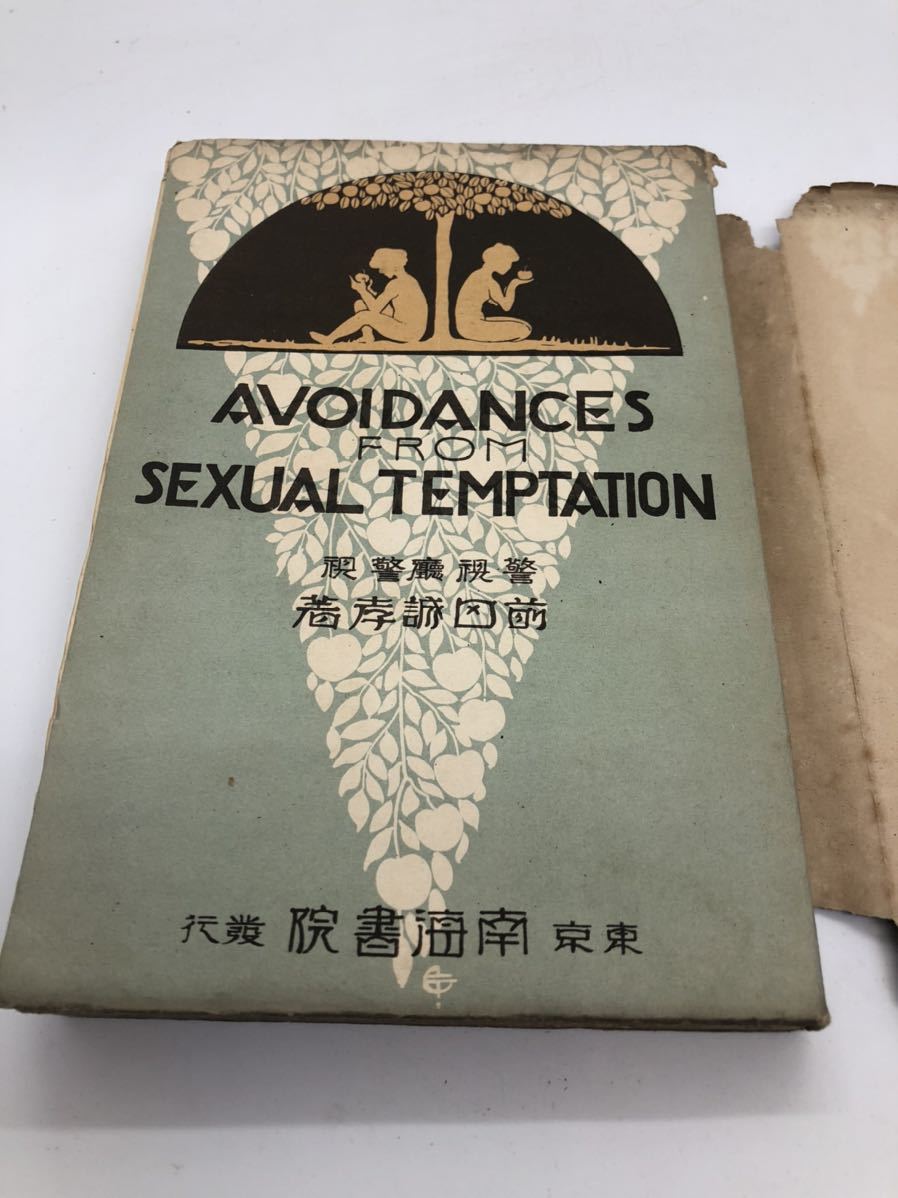 AVOIDANCES
FROM
SEXUAL TEMPTATION
警視廳警視
前田誠孝著
東京 南海書院 發行